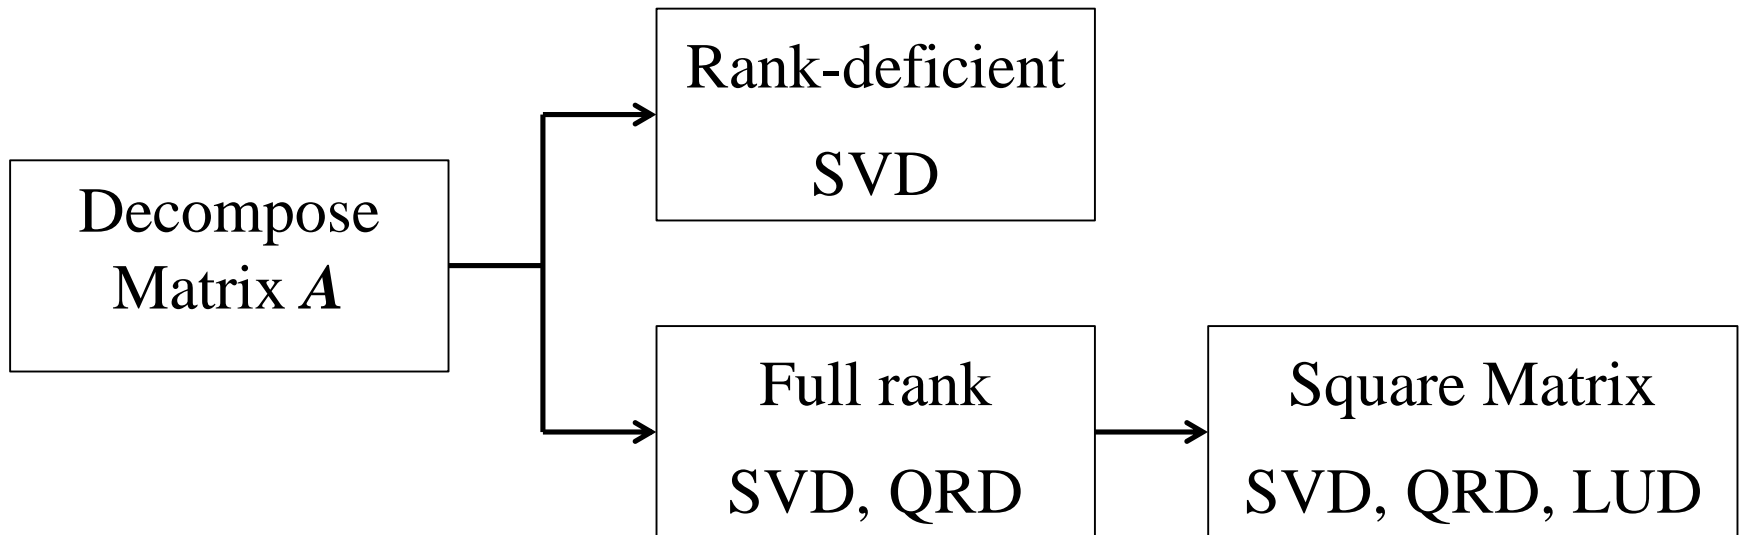 Decompose
Matrix A
Rank-deficient
SVD
Full rank
SVD, QRD
Square Matrix
SVD, QRD, LUD